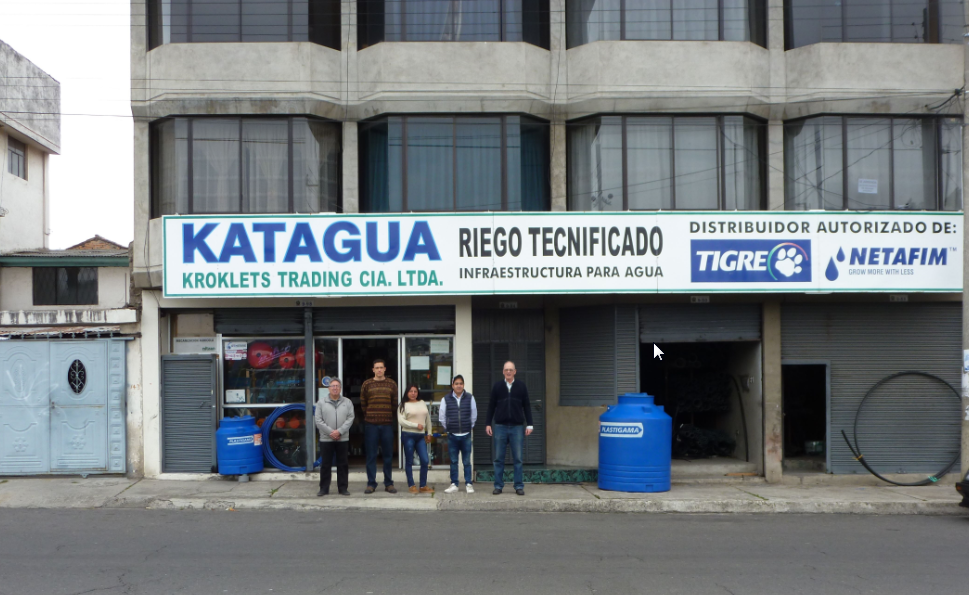 KATAGUA
KROKLETS TRADING CIA. LTDA.
RIEGO TECNIFICADO
INFRAESTRUCTURA PARA AGUA
DISTRIBUIDOR AUTORIZADO DE:
TIGRE
NETAFIM™
GROW MORE WITH LESS
PLASTIGAMA
PLASTIGAMA